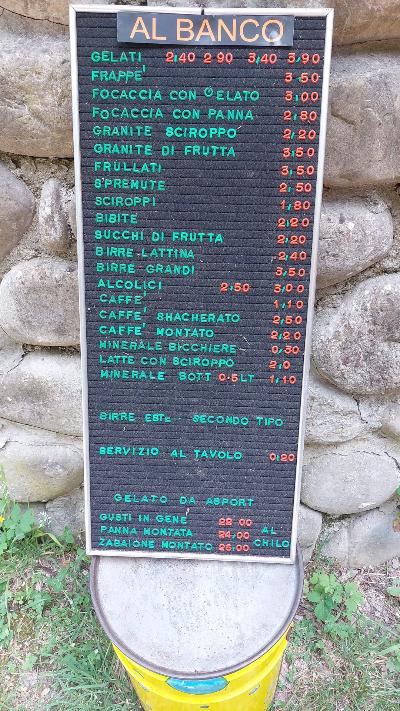 AL BANCO
GELATI 2,40 2 90 3,40 3,90
FRAPPE' 3 50
FOCACCIA CON GELATO 3,00
FOCACCIA CON PANNA 2,80
GRANITE SCIROPPO 2,20
GRANITE DI FRUTTA 3,50
FRULLATI 3,50
S'PREMUTE 2,50
SCIROPPI 1,80
BIBITE 2,20
SUCCHI DI FRUTTA 2,20
BIRRE LATTINA 2,40
BIRRE GRANDI 3,50
ALCOLICI 2,50 3,00
CAFFE' 1,10
CAFFE' SHACHERATO 2,50
CAFFE' MONTATO 2,20
MINERALE BICCHIERE 0,30
LATTE CON SCIROPPO 2,0
MINERALE BOTT 0.5LT 1,10
BIRRE ESTE - SECONDO TIPO
SERVIZIO AL TAVOLO 0,20
GELATO DA ASPORT
GUSTI IN GENE 22 00
PANNA MONTATA 24,00 AL
ZABAIONE MONTATO 26,00 CHILO